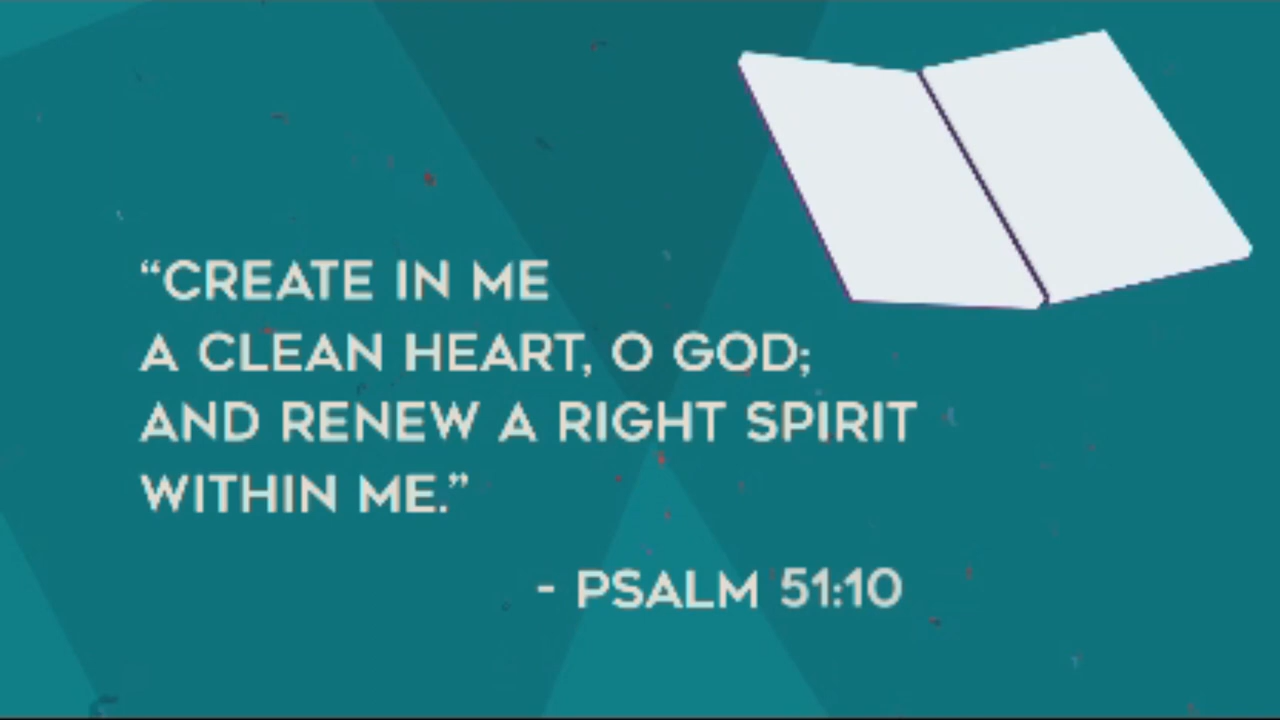 “CREATE IN ME
A CLEAN HEART, O GOD;
AND RENEW A RIGHT SPIRIT
WITHIN ME.”
- PSALM 51:10